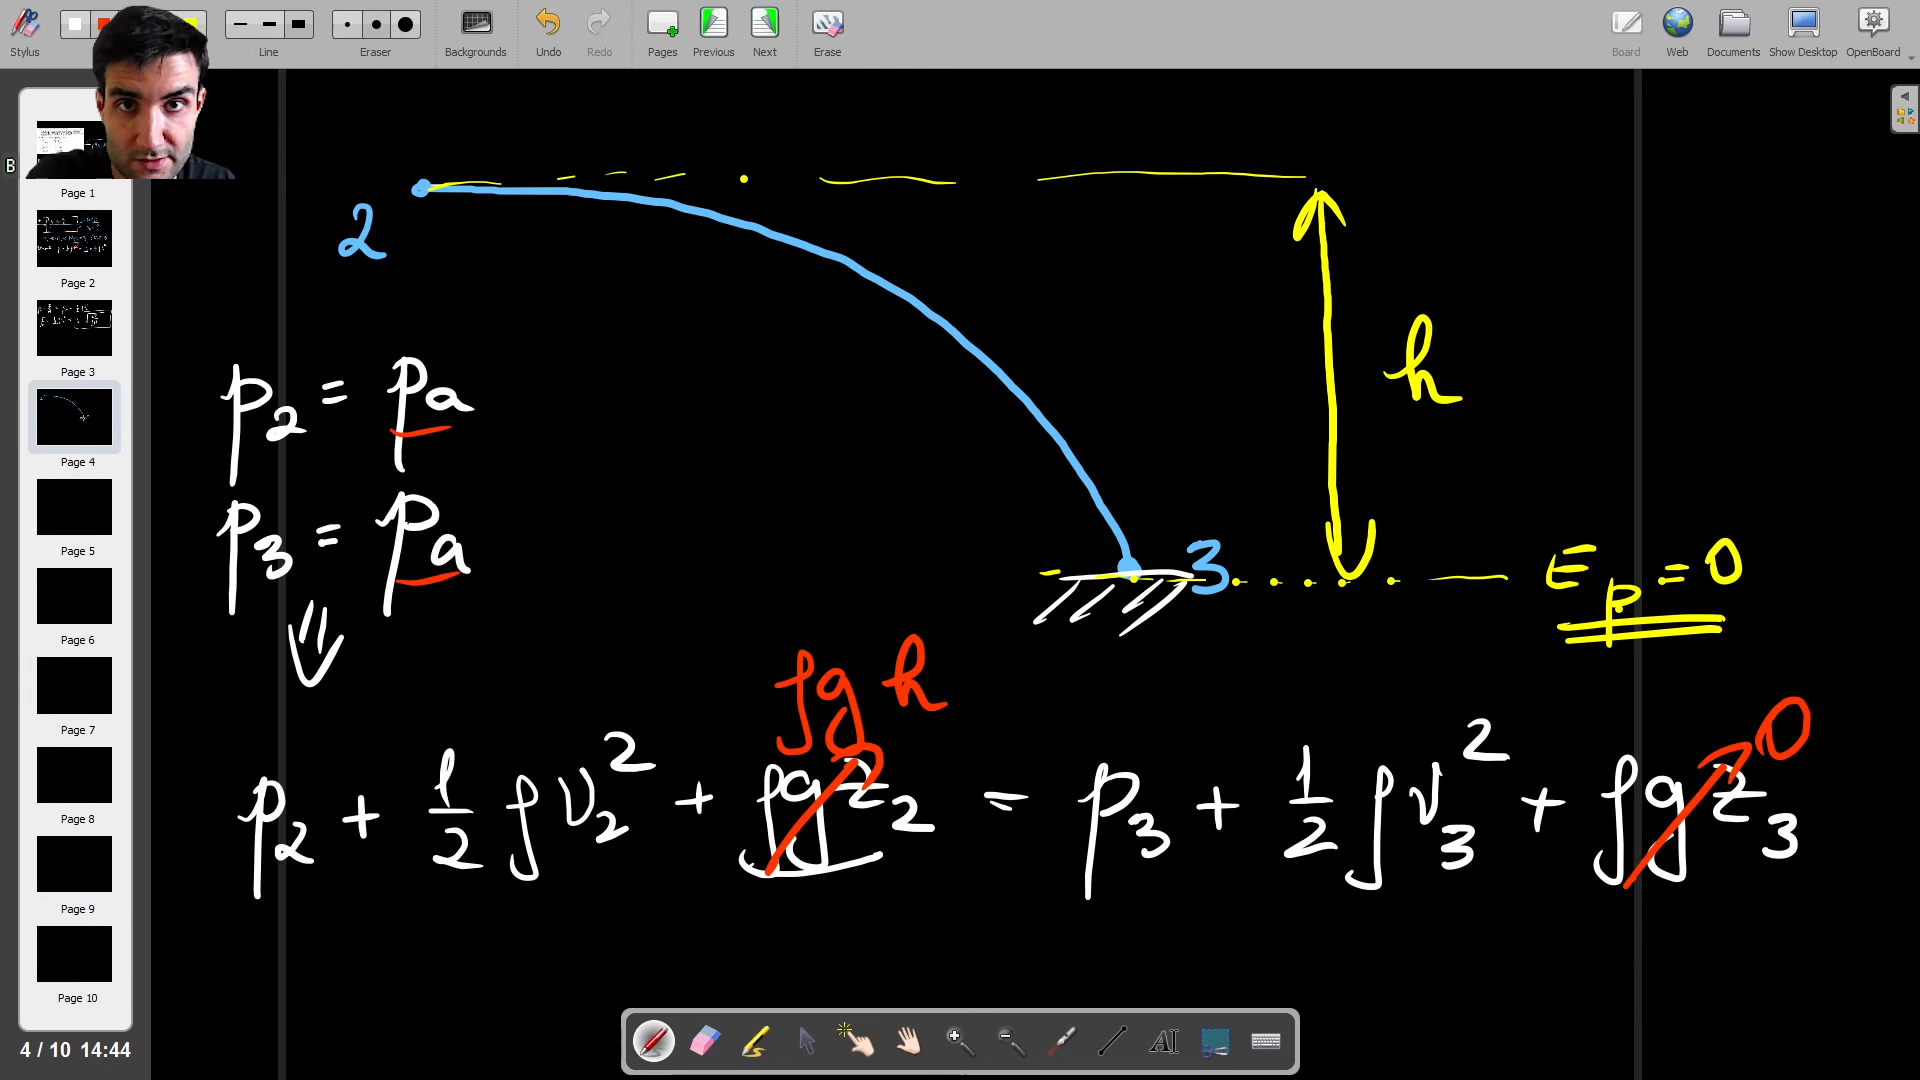 Stylus
Line
Eraser
Backgrounds
Undo
Redo
Pages
Previous
Next
Erase
Board
Web
Documents
Show Desktop
OpenBoard
B
Page 1
Page 2
Page 3
Page 4
Page 5
Page 6
Page 7
Page 8
Page 9
Page 10
4 / 10 14:44
2
h
p₂ = pa
p₃ = pa
3
Eₚ = 0
ρgh
0
p₂ + 1/2 ρv₂² + ρgz₂ = p₃ + 1/2 ρv₃² + ρgz₃
AI